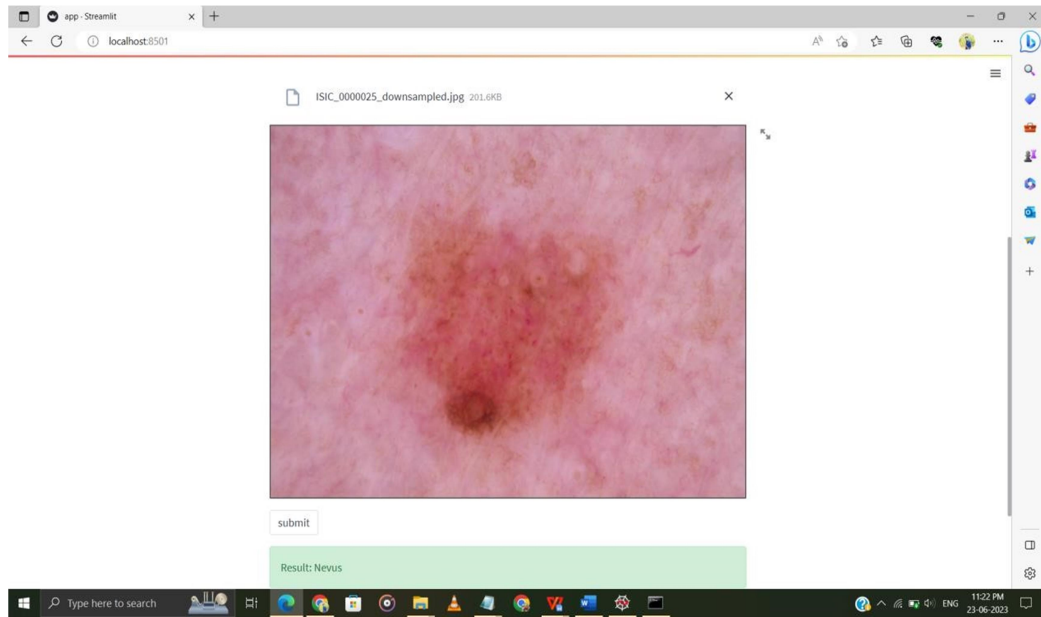 app · Streamlit
localhost:8501
ISIC_0000025_downsampled.jpg 201.6KB
submit
Result: Nevus
Type here to search
ENG
11:22 PM
23-06-2023